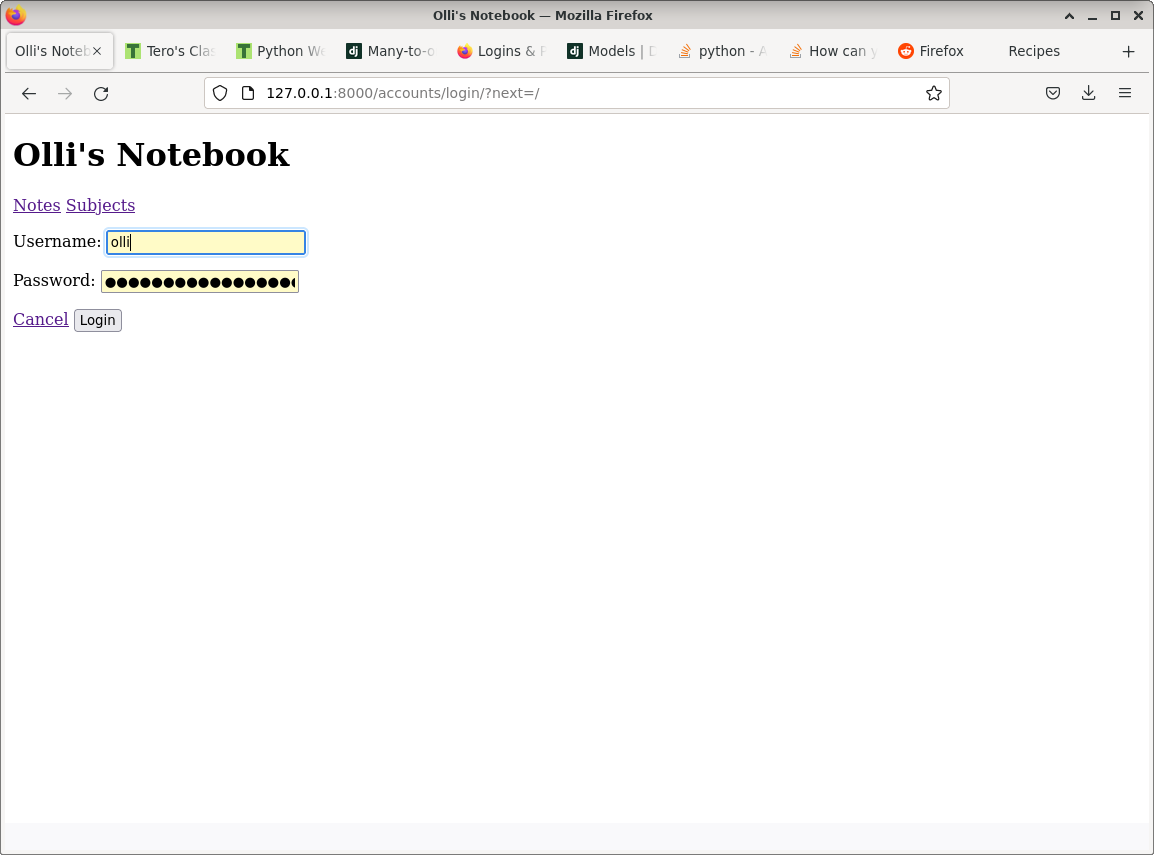 Olli's Notebook — Mozilla Firefox
Olli's Noteb Tero's Clas Python We Many-to-o Logins & P Models | D python - A How can y Firefox Recipes
127.0.0.1:8000/accounts/login/?next=/
Olli's Notebook
Notes Subjects
Username: olli
Password: ●●●●●●●●●●●●●●●●●
Cancel Login